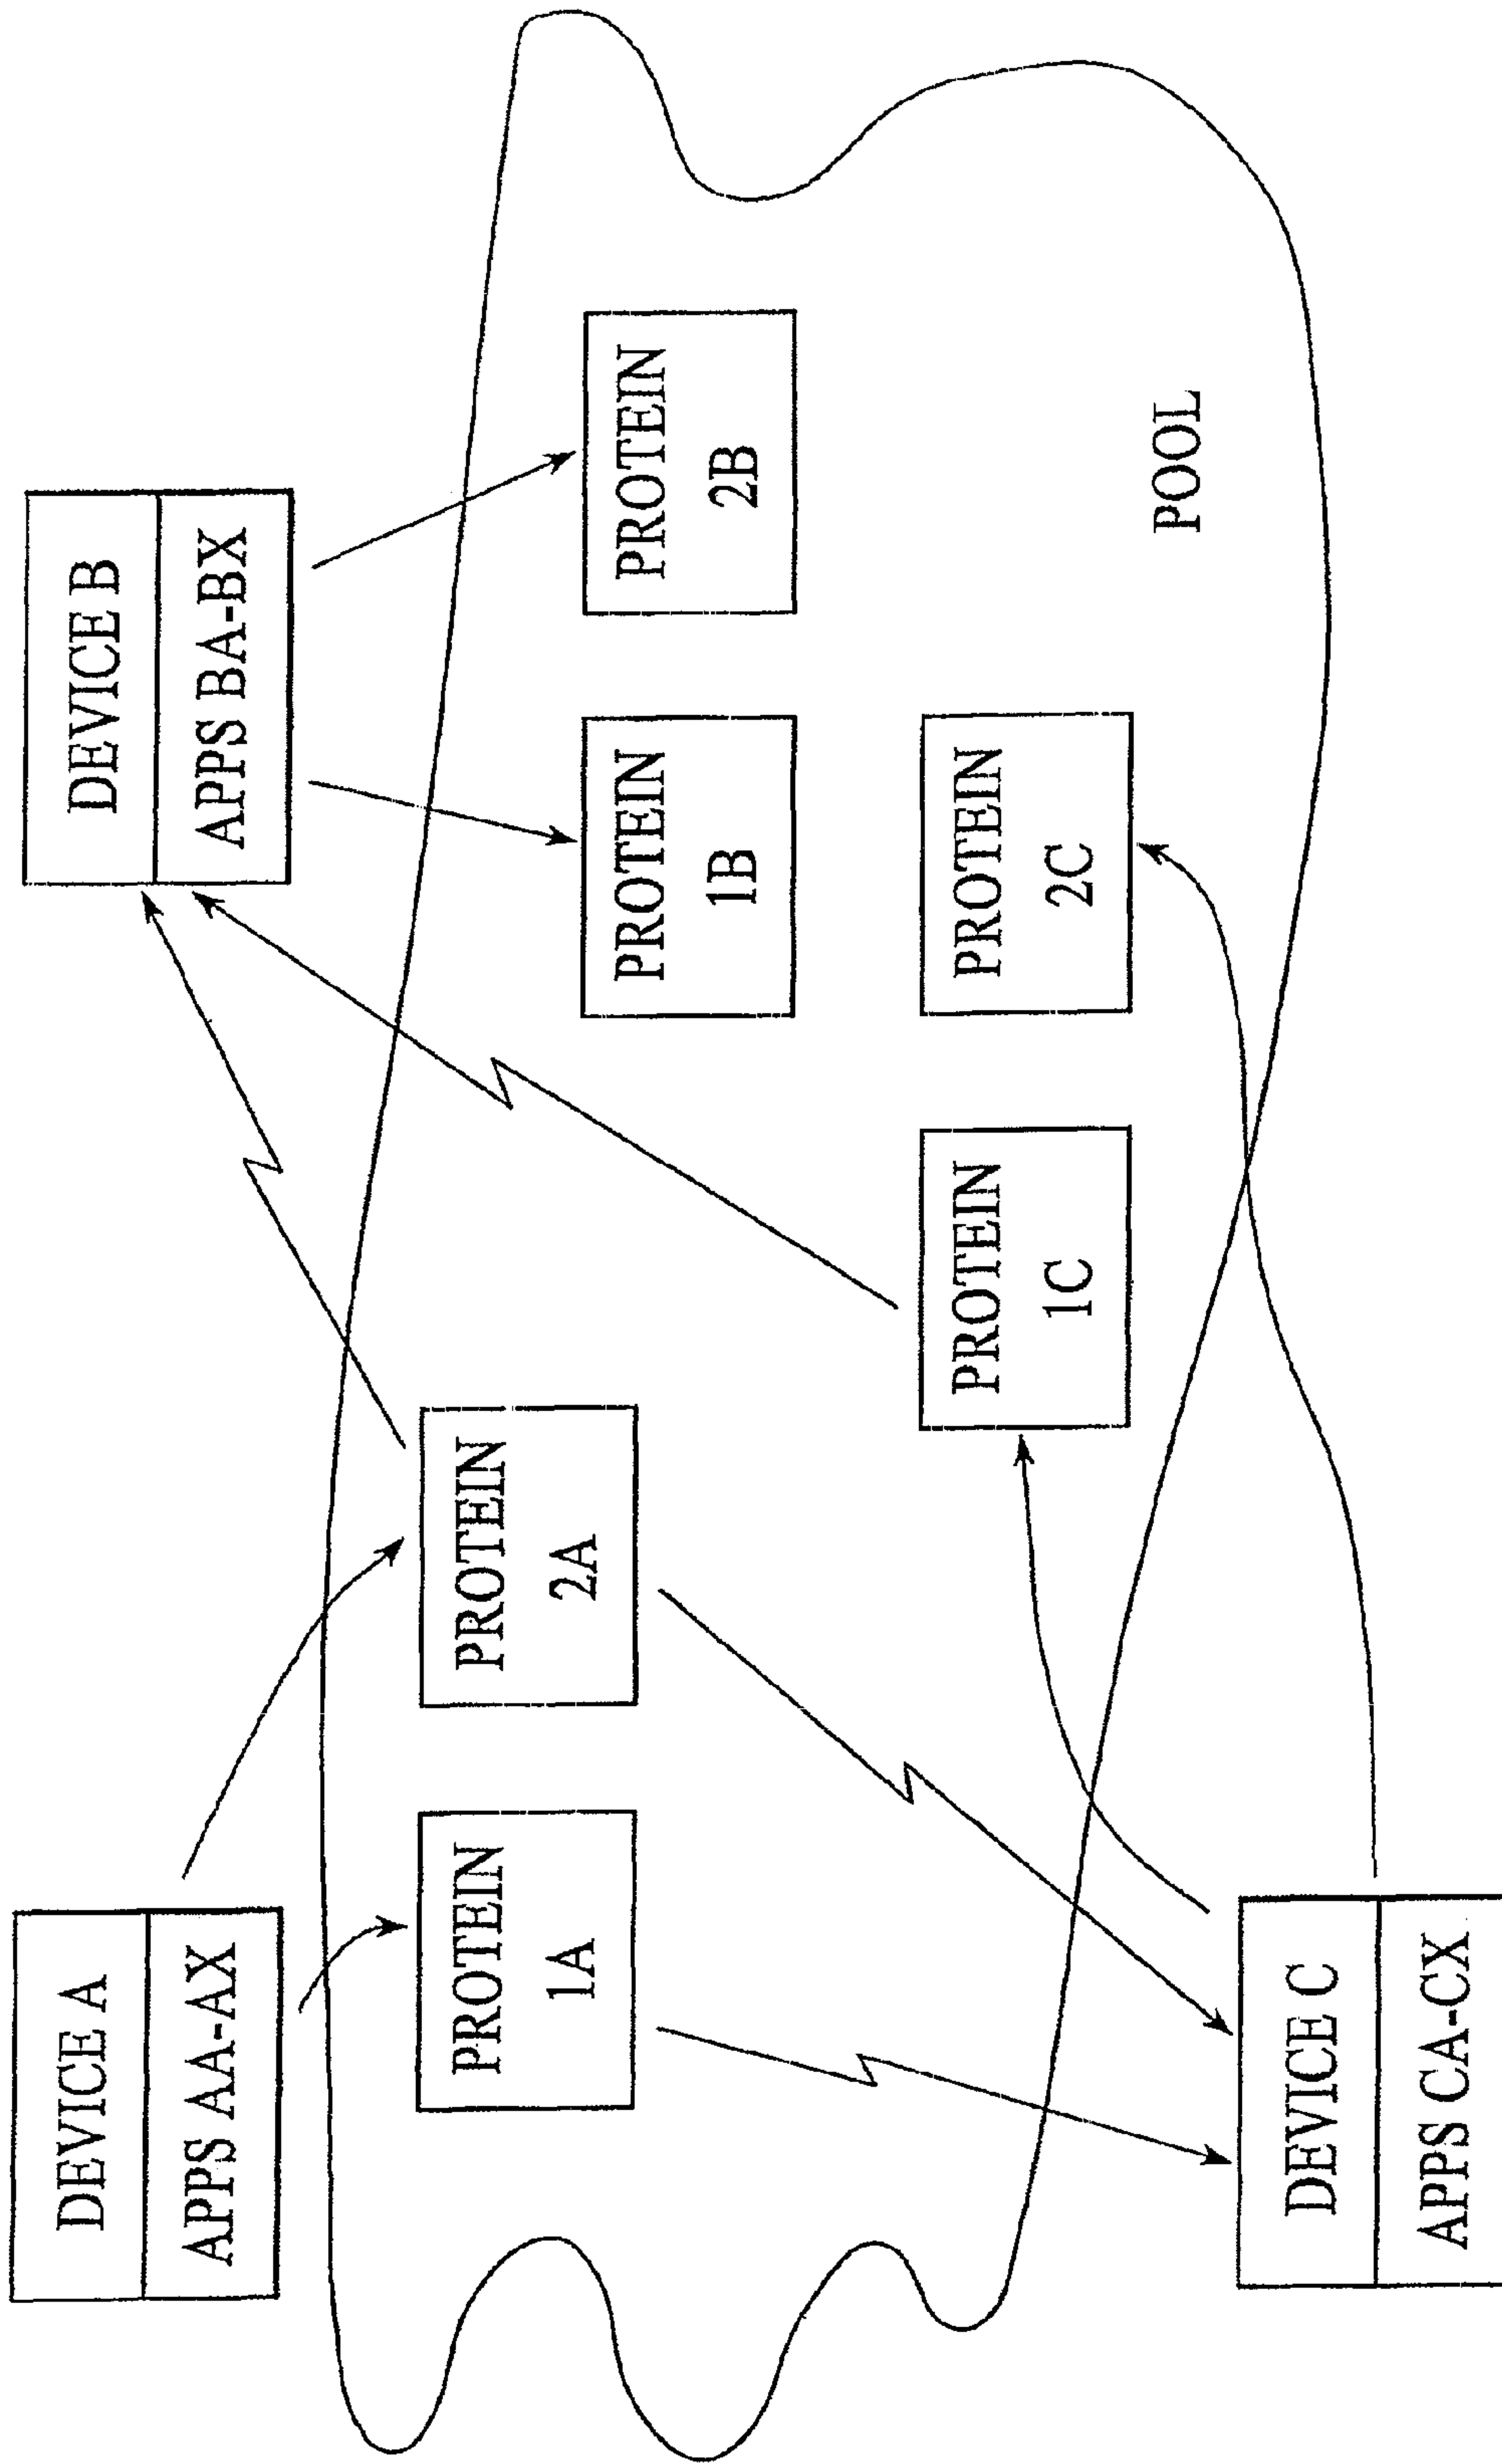 DEVICE A
APPS AA-AX
DEVICE B
APPS BA-BX
PROTEIN
1A
PROTEIN
2A
PROTEIN
1B
PROTEIN
2B
PROTEIN
1C
PROTEIN
2C
POOL
DEVICE C
APPS CA-CX